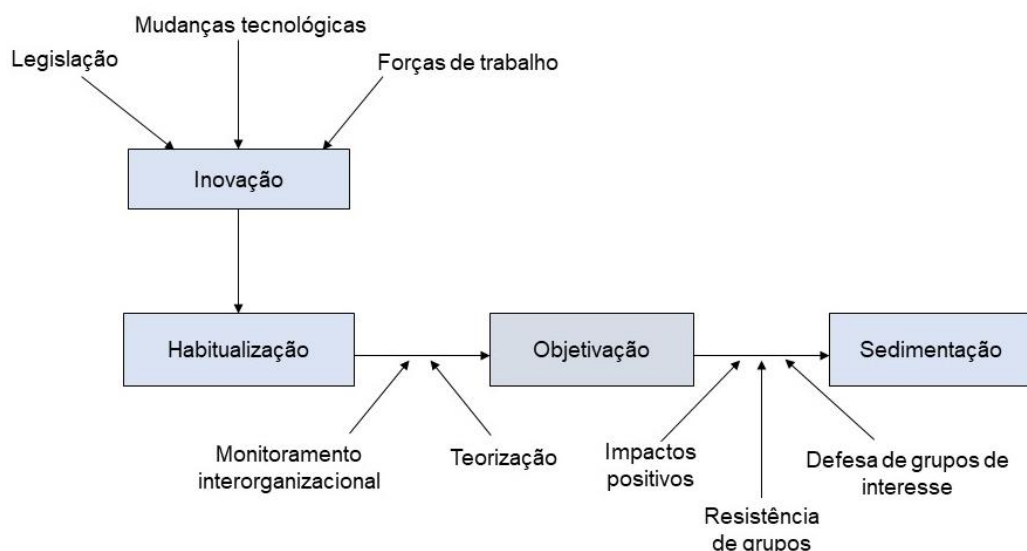 Mudanças tecnológicas
Legislação
Forças de trabalho
Inovação
Habitualização
Objetivação
Sedimentação
Monitoramento
interorganizacional
Teorização
Impactos
positivos
Defesa de grupos de
interesse
Resistência
de grupos